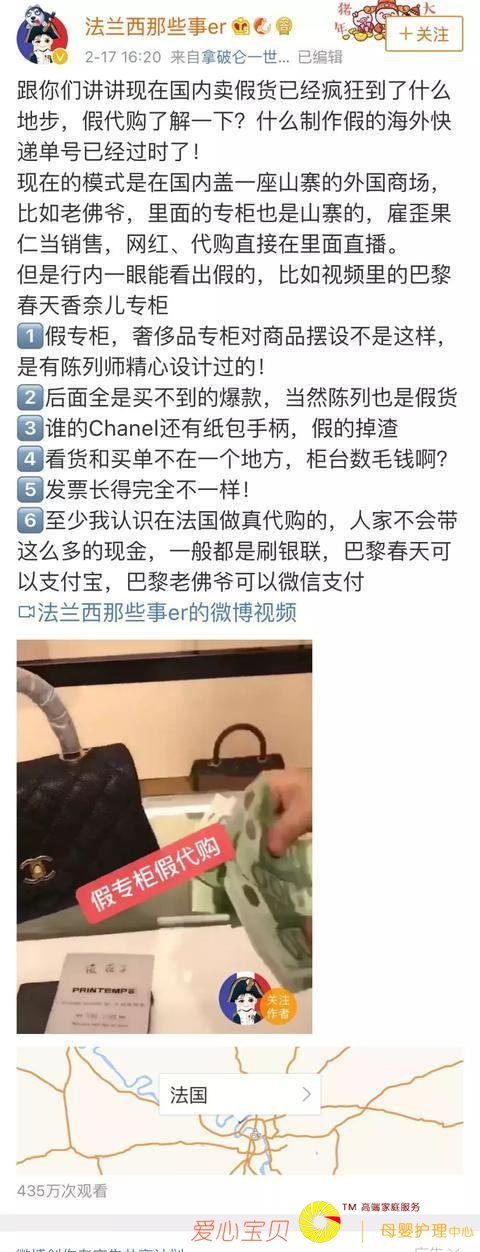 法兰西那些事er
猪年大
+关注
2-17 16:20 来自拿破仑一世... 已编辑
跟你们讲讲现在国内卖假货已经疯狂到了什么
地步，假代购了解一下？什么制作假的海外快
递单号已经过时了！
现在的模式是在国内盖一座山寨的外国商场，
比如老佛爷，里面的专柜也是山寨的，雇歪果
仁当销售，网红、代购直接在里面直播。
但是行内一眼能看出假的，比如视频里的巴黎
春天香奈儿专柜
1假专柜，奢侈品专柜对商品摆设不是这样，
是有陈列师精心设计过的！
2后面全是买不到的爆款，当然陈列也是假货
3谁的Chanel还有纸包手柄，假的掉渣
4看货和买单不在一个地方，柜台数毛钱啊？
5发票长得完全不一样！
6至少我认识在法国做真代购的，人家不会带
这么多的现金，一般都是刷银联，巴黎春天可
以支付宝，巴黎老佛爷可以微信支付
法兰西那些事er的微博视频
假专柜假代购
PRINTEMPS
关注
作者
法国
435万次观看
爱心宝贝
TM 高端家庭服务
母婴护理中心